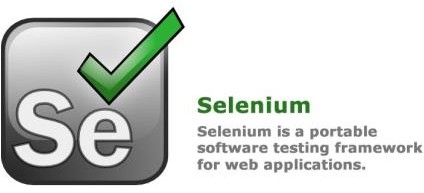 Se
Selenium
Selenium is a portable
software testing framework
for web applications.